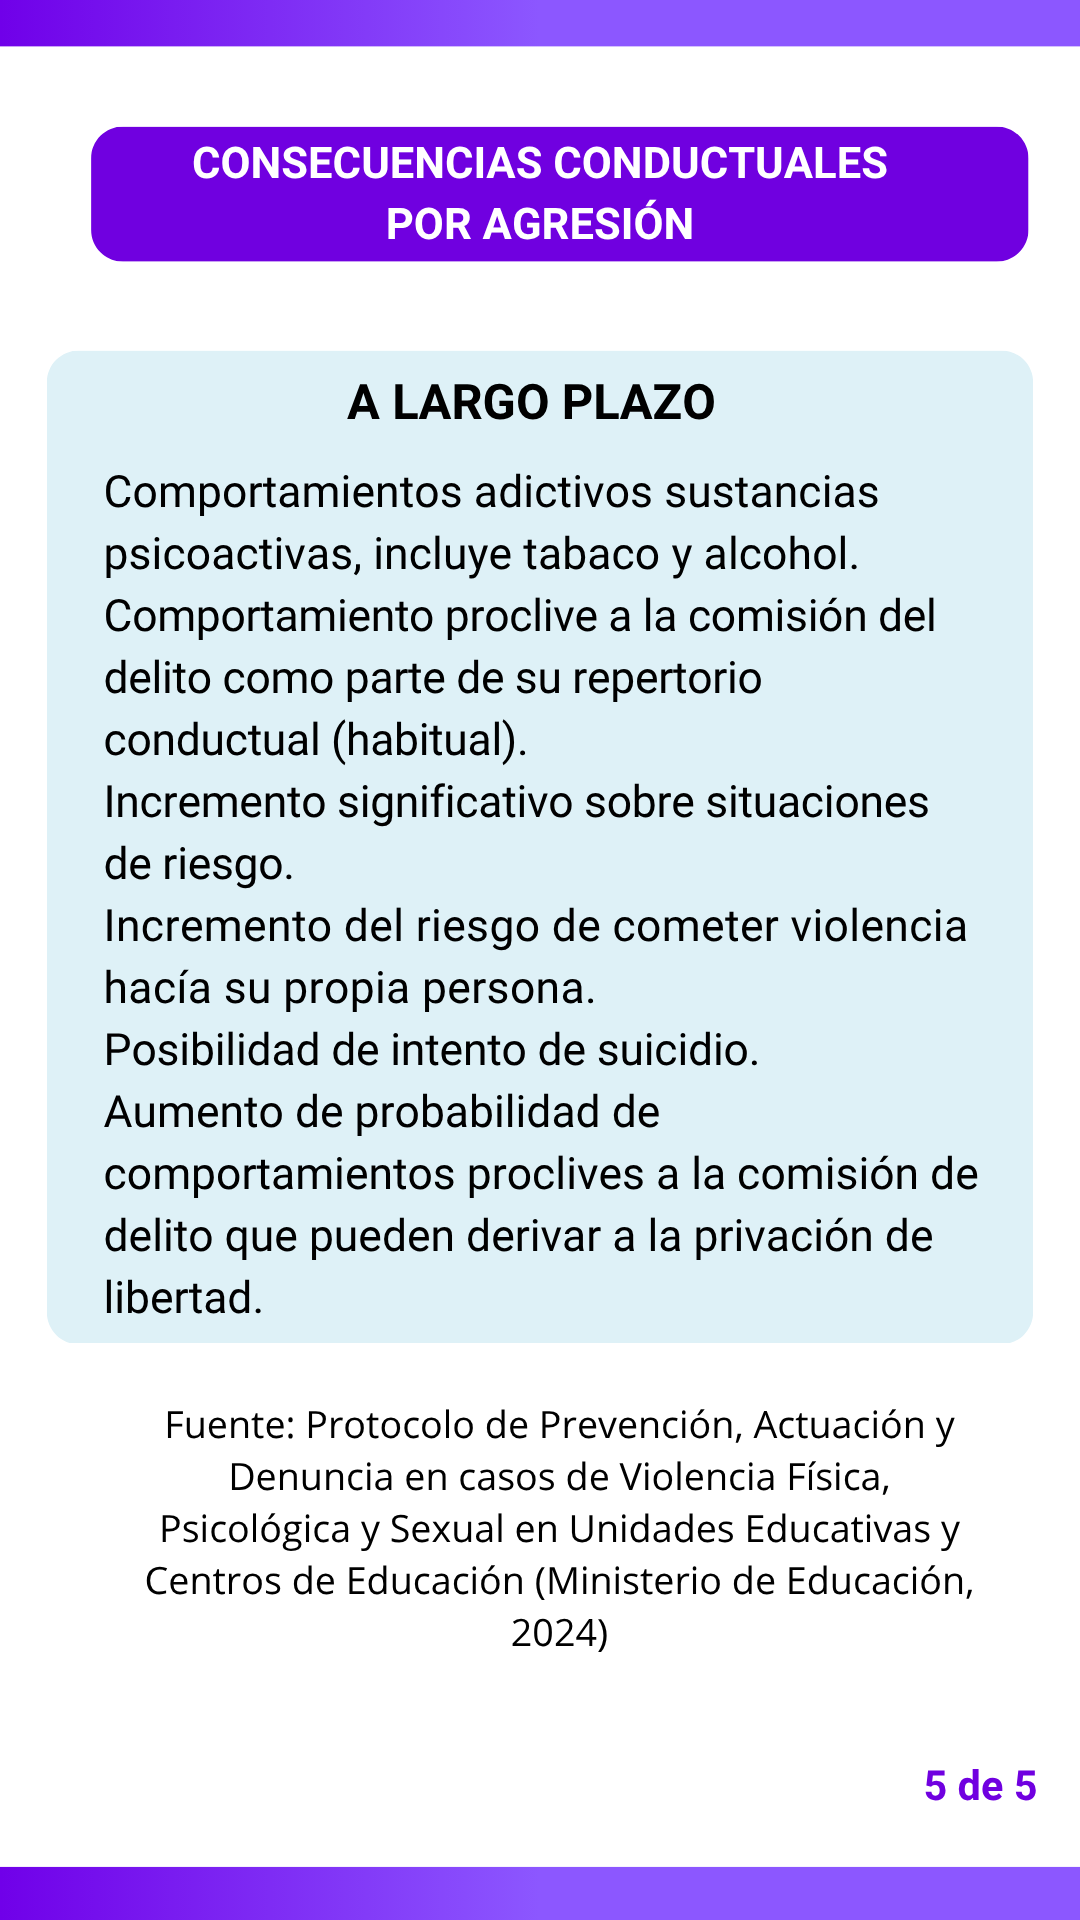 CONSECUENCIAS CONDUCTUALES
POR AGRESIÓN
A LARGO PLAZO
Comportamientos adictivos sustancias
psicoactivas, incluye tabaco y alcohol.
Comportamiento proclive a la comisión del
delito como parte de su repertorio
conductual (habitual).
Incremento significativo sobre situaciones
de riesgo.
Incremento del riesgo de cometer violencia
hacía su propia persona.
Posibilidad de intento de suicidio.
Aumento de probabilidad de
comportamientos proclives a la comisión de
delito que pueden derivar a la privación de
libertad.
Fuente: Protocolo de Prevención, Actuación y
Denuncia en casos de Violencia Física,
Psicológica y Sexual en Unidades Educativas y
Centros de Educación (Ministerio de Educación,
2024)
5 de 5